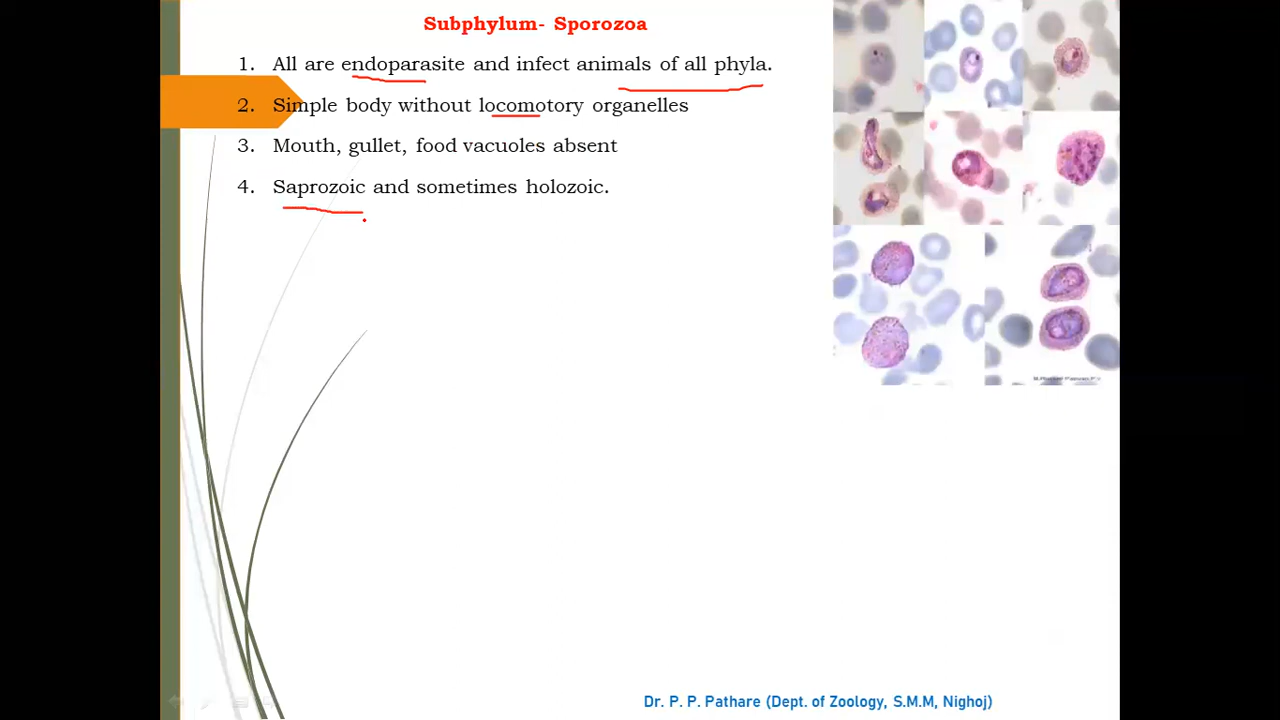 Subphylum- Sporozoa
1. All are endoparasite and infect animals of all phyla.
2. Simple body without locomotory organelles
3. Mouth, gullet, food vacuoles absent
4. Saprozoic and sometimes holozoic.
Dr. P. P. Pathare (Dept. of Zoology, S.M.M, Nighoj)